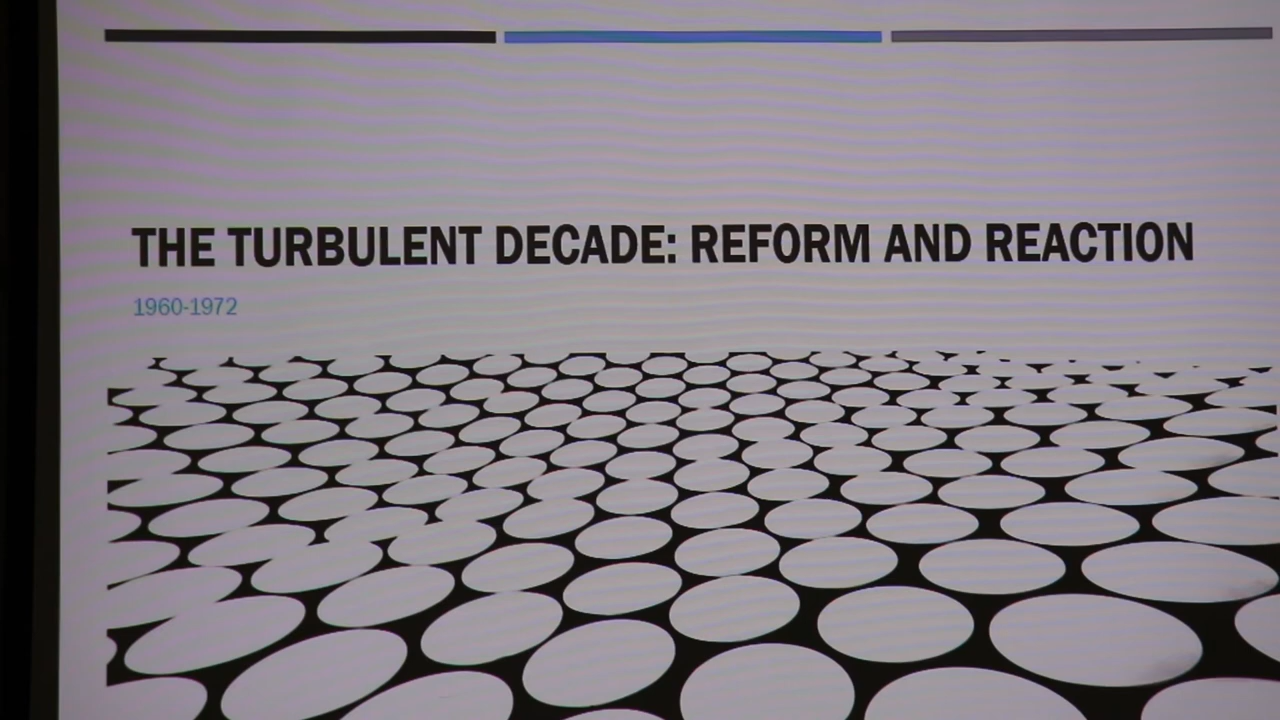 THE TURBULENT DECADE: REFORM AND REACTION
1960-1972